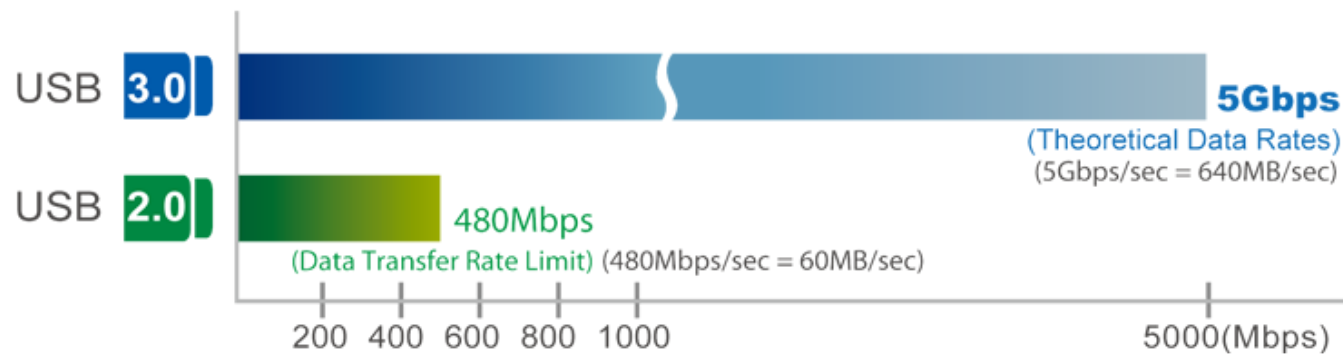 USB 3.0
5Gbps
(Theoretical Data Rates)
(5Gbps/sec = 640MB/sec)
USB 2.0
480Mbps
(Data Transfer Rate Limit) (480Mbps/sec = 60MB/sec)
200 400 600 800 1000 5000(Mbps)